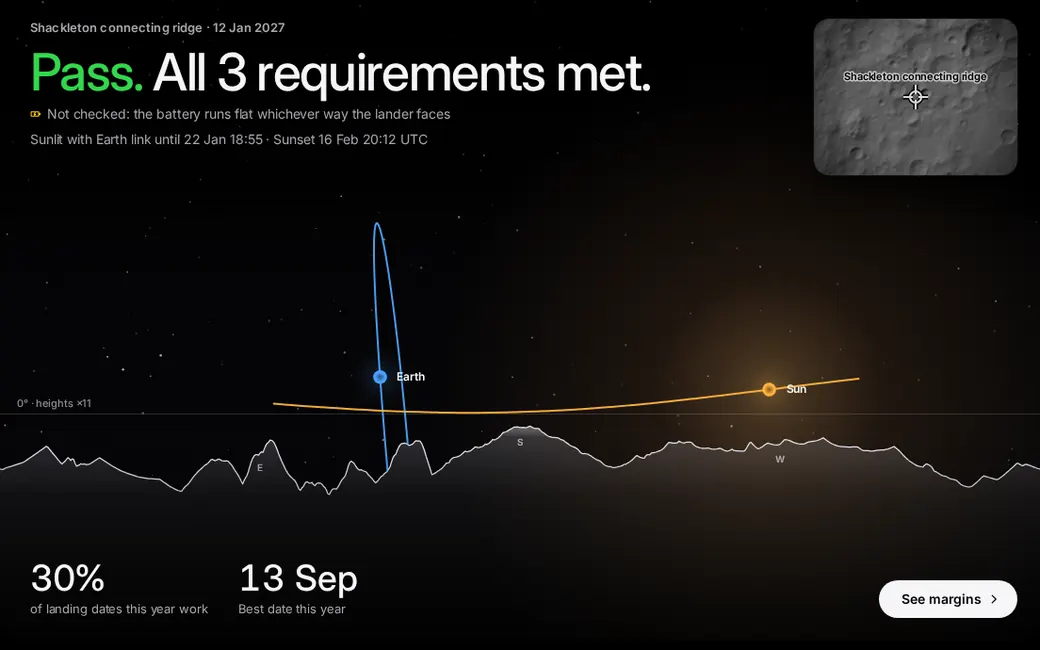 Shackleton connecting ridge · 12 Jan 2027
Pass. All 3 requirements met.
Not checked: the battery runs flat whichever way the lander faces
Sunlit with Earth link until 22 Jan 18:55 · Sunset 16 Feb 20:12 UTC
Shackleton connecting ridge
Earth
Sun
0° · heights ×11
E
S
W
30%
of landing dates this year work
13 Sep
Best date this year
See margins